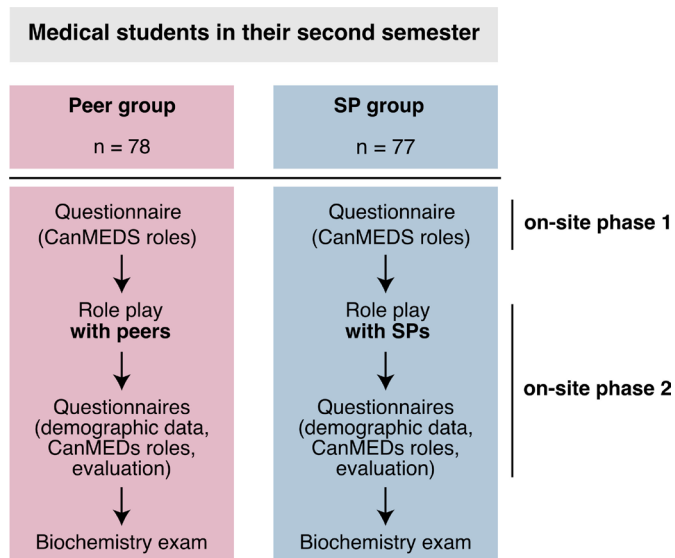 Medical students in their second semester
Peer group
n = 78
SP group
n = 77
Questionnaire
(CanMEDS roles)
Role play
with peers
Questionnaires
(demographic data,
CanMEDs roles,
evaluation)
Biochemistry exam
Questionnaire
(CanMEDS roles)
Role play
with SPs
Questionnaires
(demographic data,
CanMEDs roles,
evaluation)
Biochemistry exam
on-site phase 1
on-site phase 2